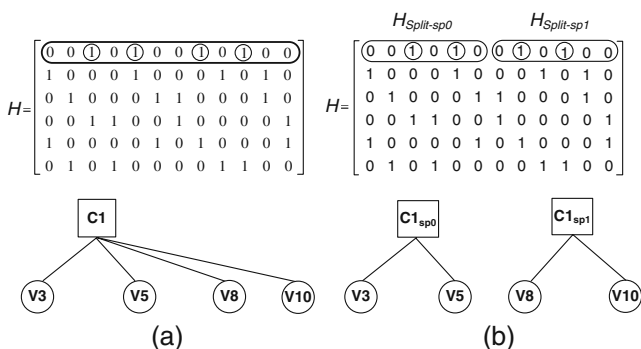 H_Split-sp0 H_Split-sp1
0 0 1 0 1 0 0 1 0 1 0 0
1 0 0 0 1 0 0 0 1 0 1 0
0 1 0 0 0 1 1 0 0 0 1 0
H= 0 0 1 1 0 0 1 0 0 0 0 1
1 0 0 0 0 1 0 1 0 0 0 1
0 1 0 1 0 0 0 0 1 1 0 0
0 0 1 0 1 0 0 1 0 1 0 0
1 0 0 0 1 0 0 0 1 0 1 0
0 1 0 0 0 1 1 0 0 0 1 0
H= 0 0 1 1 0 0 1 0 0 0 0 1
1 0 0 0 0 1 0 1 0 0 0 1
0 1 0 1 0 0 0 0 1 1 0 0
C1
V3 V5 V8 V10
(a)
C1sp0 C1sp1
V3 V5 V8 V10
(b)